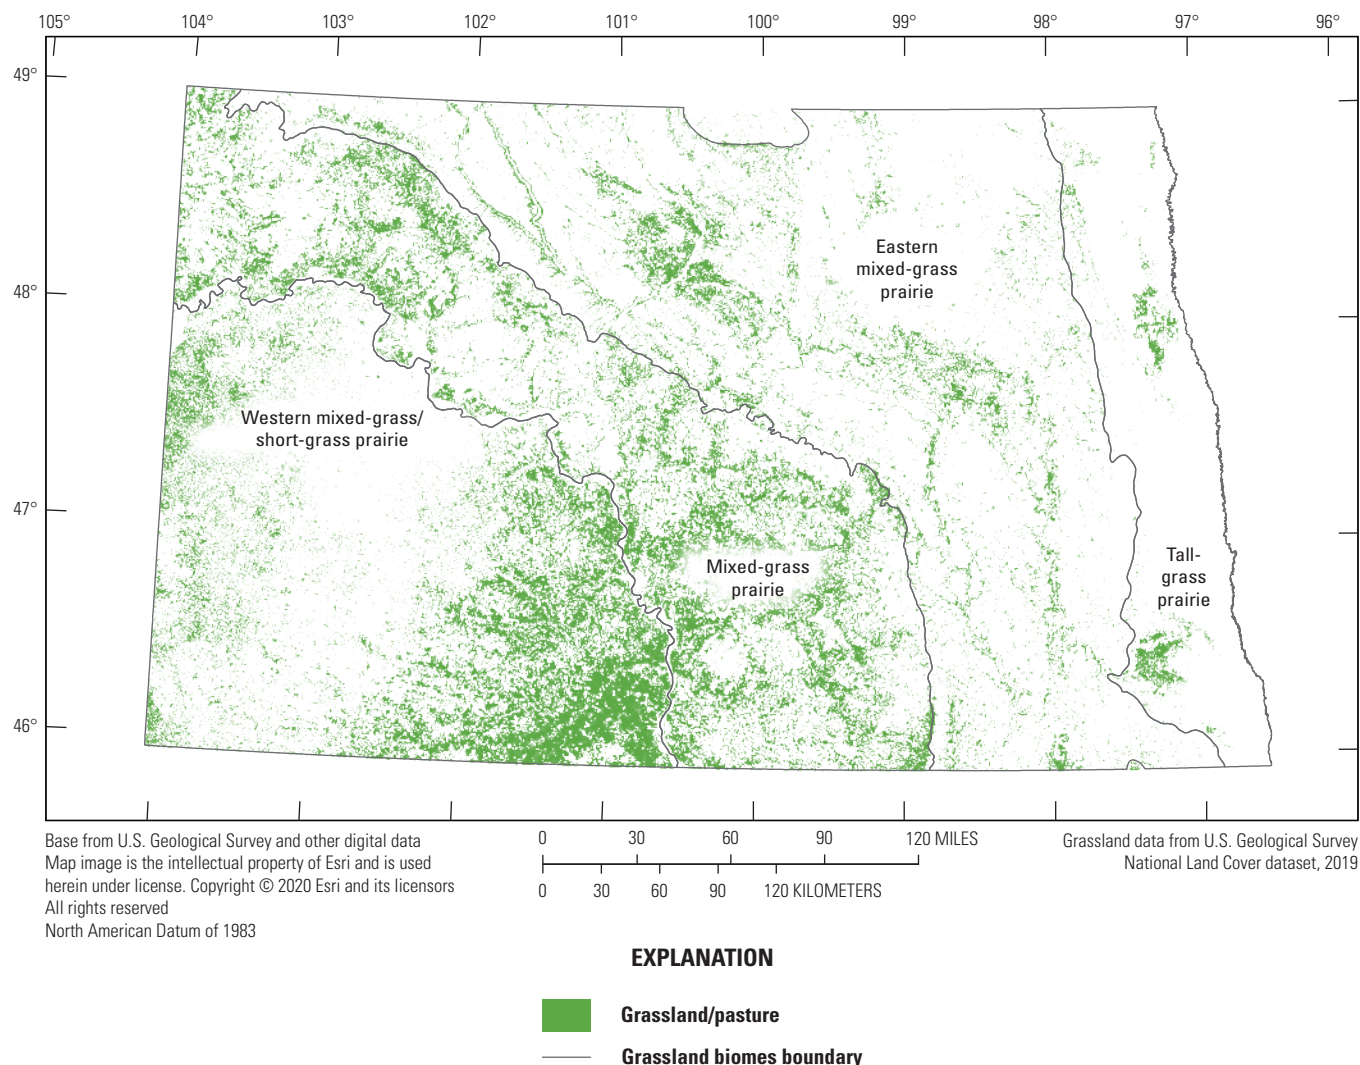 105° 104° 103° 102° 101° 100° 99° 98° 97° 96°
49°
48°
47°
46°
Eastern
mixed-grass
prairie
Western mixed-grass/
short-grass prairie
Mixed-grass
prairie
Tall-
grass
prairie
Base from U.S. Geological Survey and other digital data
Map image is the intellectual property of Esri and is used
herein under license. Copyright © 2020 Esri and its licensors
All rights reserved
North American Datum of 1983
0 30 60 90 120 MILES
0 30 60 90 120 KILOMETERS
Grassland data from U.S. Geological Survey
National Land Cover dataset, 2019
EXPLANATION
Grassland/pasture
Grassland biomes boundary